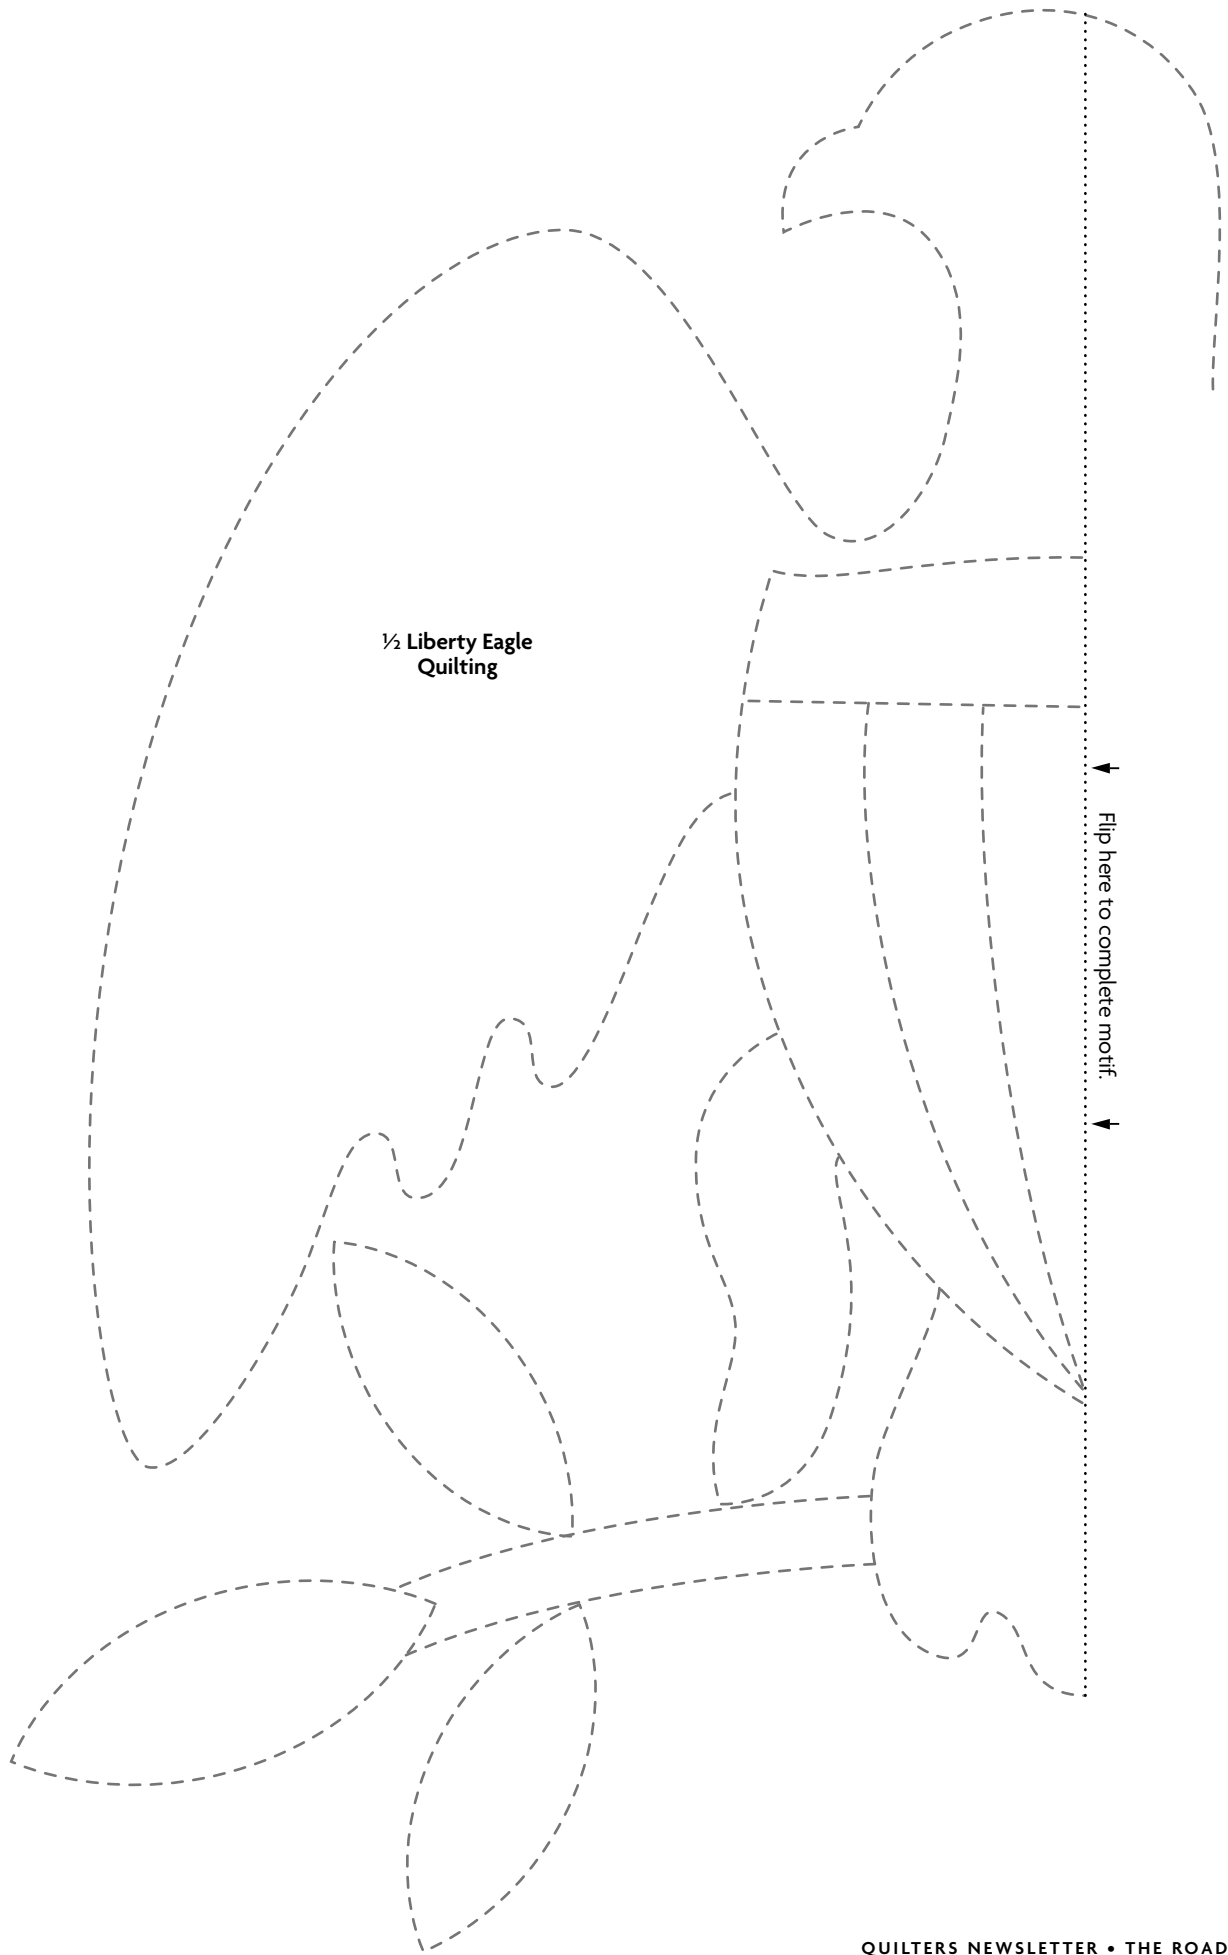 ½ Liberty Eagle
Quilting
Flip here to complete motif.
QUILTERS NEWSLETTER • THE ROAD